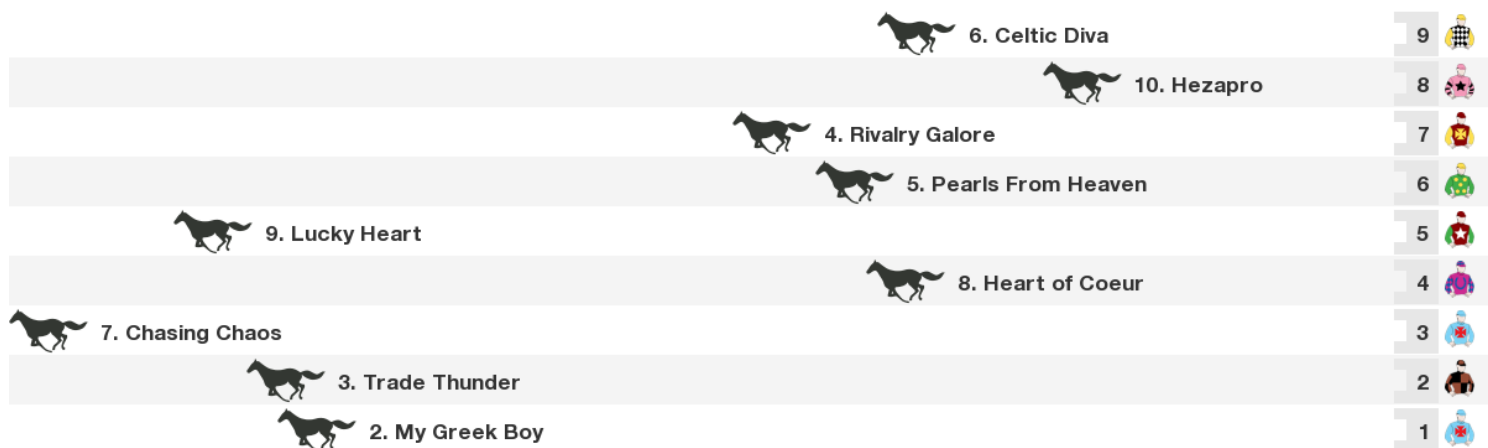 6. Celtic Diva 9
10. Hezapro 8
4. Rivalry Galore 7
5. Pearls From Heaven 6
9. Lucky Heart 5
8. Heart of Coeur 4
7. Chasing Chaos 3
3. Trade Thunder 2
2. My Greek Boy 1